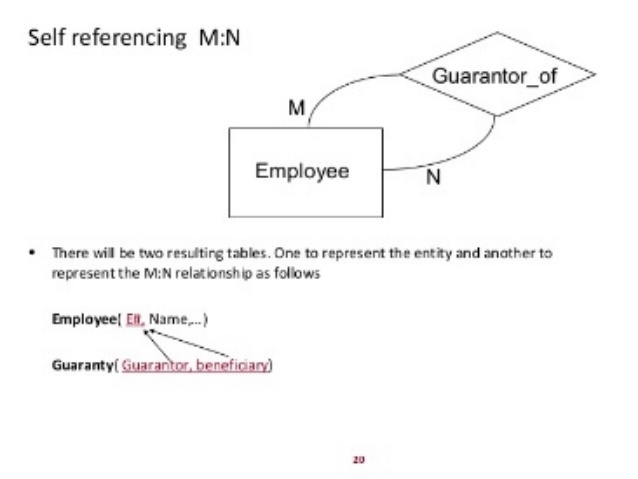 Self referencing M:N
Guarantor_of
M
Employee
N
• There will be two resulting tables. One to represent the entity and another to
represent the M:N relationship as follows
Employee( E#, Name,...)
Guaranty( Guarantor, beneficiary)
20